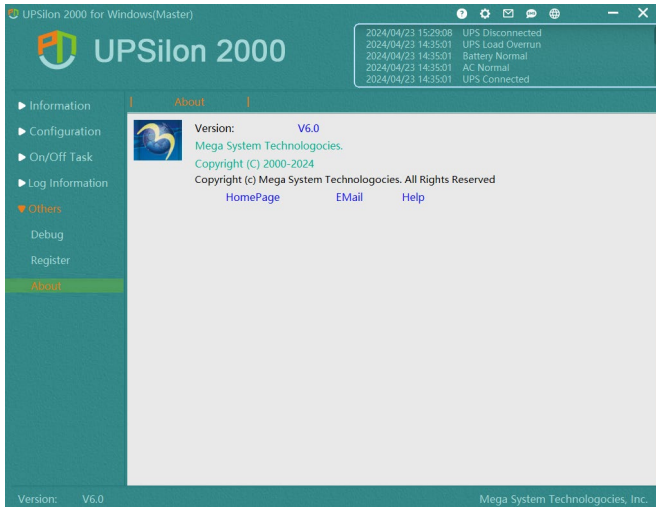 UPSilon 2000 for Windows(Master)
UPSilon 2000
2024/04/23 15:29:08 UPS Disconnected
2024/04/23 14:35:01 UPS Load Overrun
2024/04/23 14:35:01 Battery Normal
2024/04/23 14:35:01 AC Normal
2024/04/23 14:35:01 UPS Connected
Information
Configuration
On/Off Task
Log Information
Others
Debug
Register
About
About
Version: V6.0
Mega System Technologocies.
Copyright (C) 2000-2024
Copyright (c) Mega System Technologocies. All Rights Reserved
HomePage EMail Help
Version: V6.0
Mega System Technologocies, Inc.